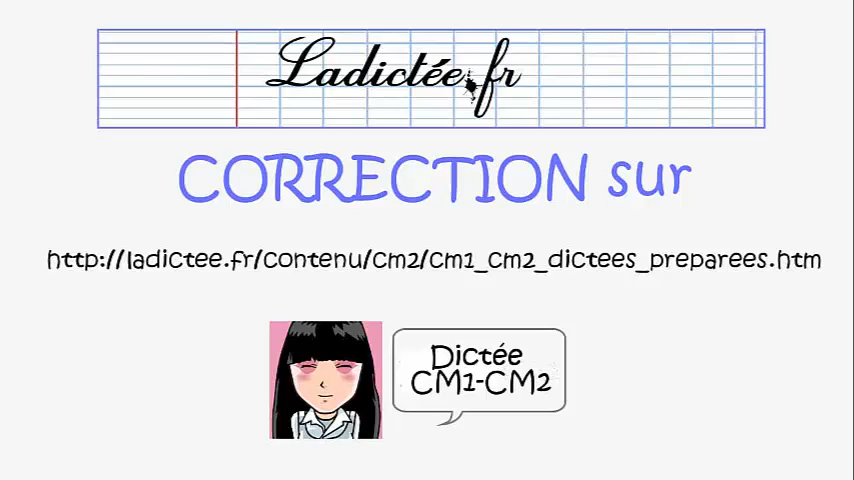 Ladictée.fr
CORRECTION sur
http://ladictee.fr/contenu/cm2/cm1_cm2_dictees_preparees.htm
Dictée
CM1-CM2